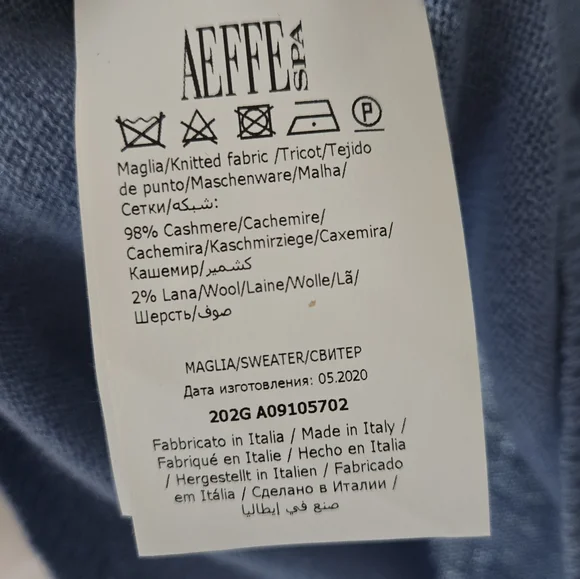 AEFFE SPA
P
Maglia/Knitted fabric /Tricot/Tejido
de punto/Maschenware/Malha/
Сетки/شبكه:
98% Cashmere/Cachemire/
Cachemira/Kaschmirziege/Caxemira/
Кашемир/كشمير
2% Lana/Wool/Laine/Wolle/Lã/
Шерсть/صوف
MAGLIA/SWEATER/СВИТЕР
Дата изготовления: 05.2020
202G A09105702
Fabbricato in Italia / Made in Italy /
Fabriqué en Italie / Hecho en Italia
/ Hergestellt in Italien / Fabricado
em Itália / Сделано в Италии /
صنع في إيطاليا